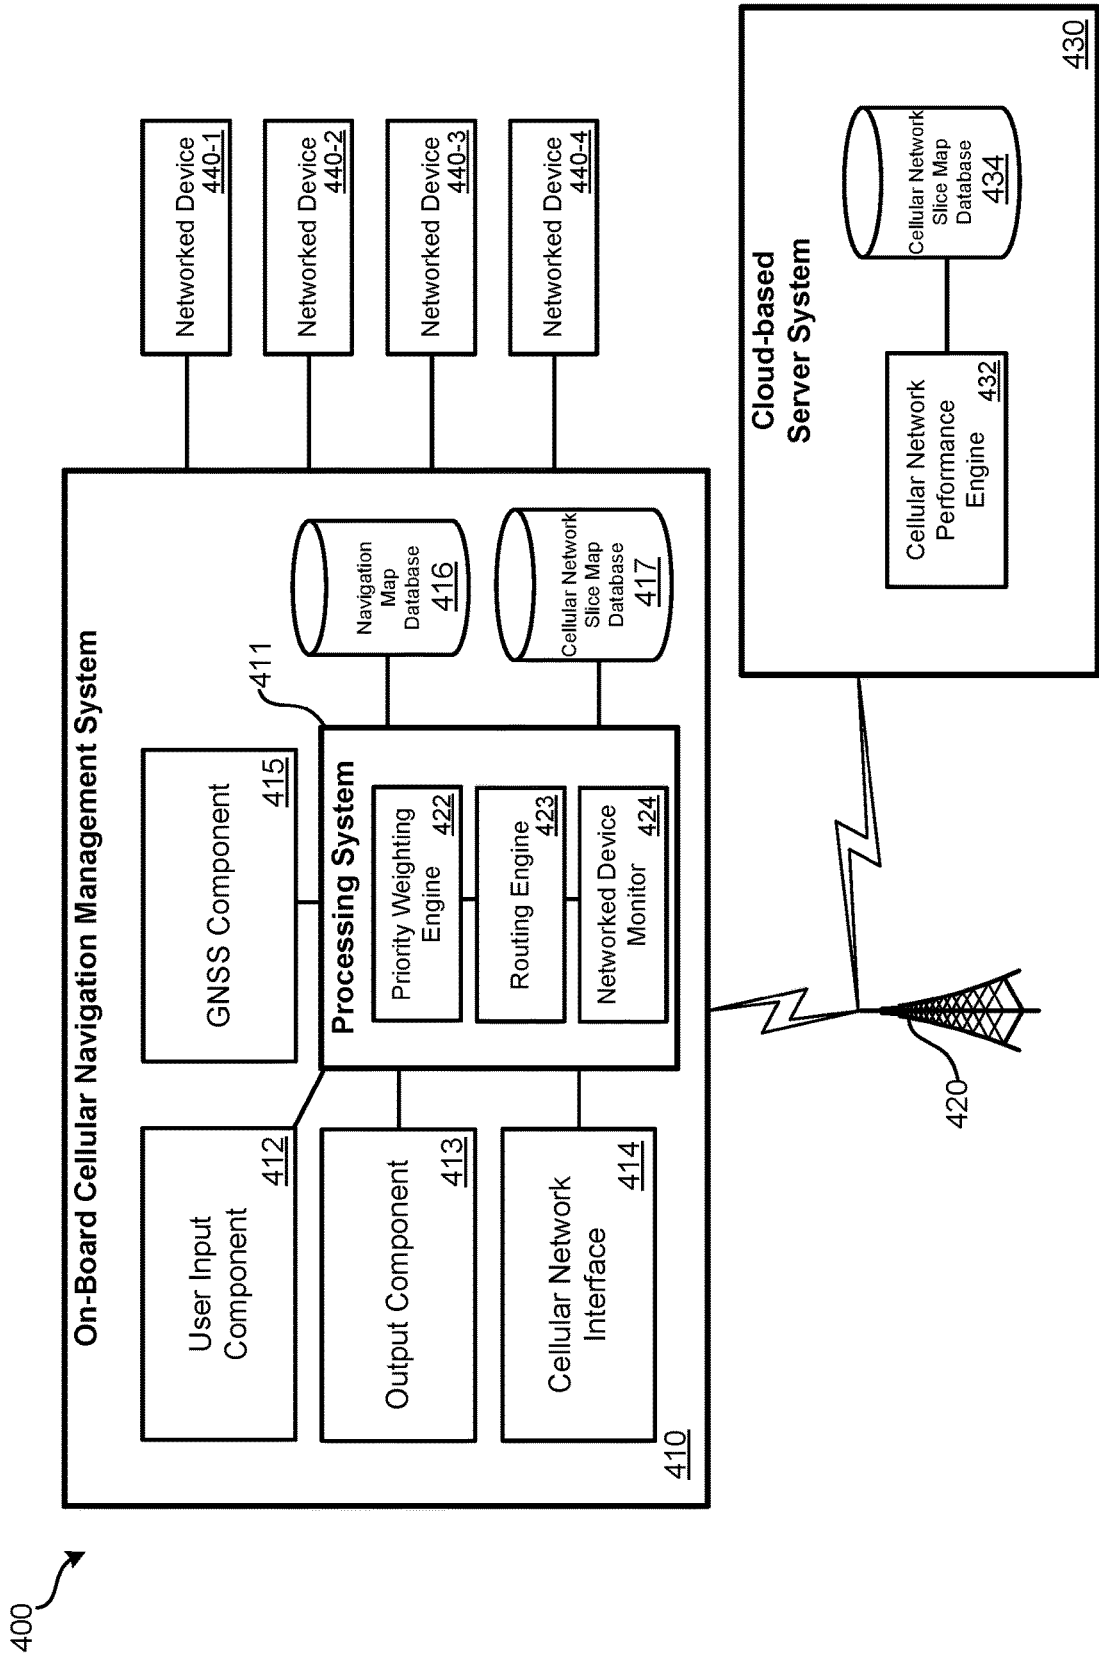 400
On-Board Cellular Navigation Management System
User Input
Component
412
GNSS Component
415
411
Output Component
413
Processing System
Priority Weighting
Engine
422
Routing Engine
423
Networked Device
Monitor
424
Navigation
Map
Database
416
Cellular Network
Slice Map
Database
417
Cellular Network
Interface
414
410
Networked Device
440-1
Networked Device
440-2
Networked Device
440-3
Networked Device
440-4
420
Cloud-based
Server System
Cellular Network
Performance
Engine
432
Cellular Network
Slice Map
Database
434
430